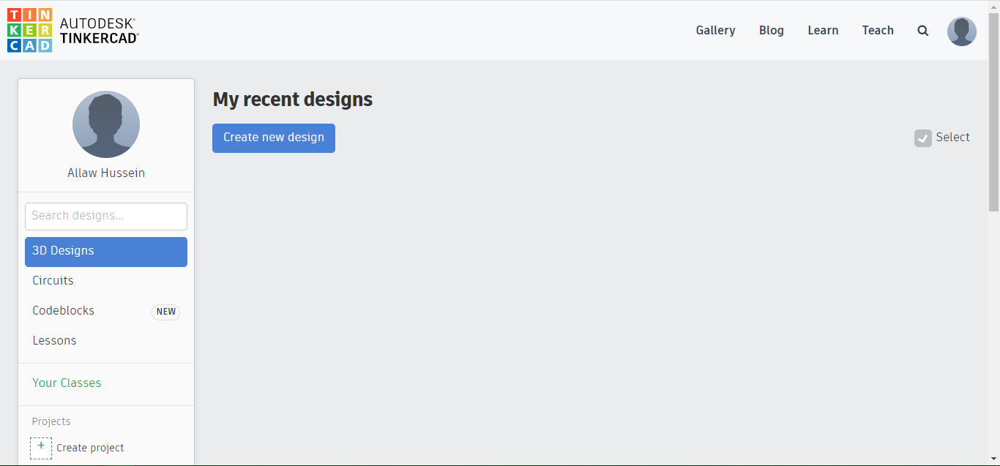 TIN
KER
CAD
AUTODESK®
TINKERCAD®
Gallery Blog Learn Teach
Allaw Hussein
Search designs...
3D Designs
Circuits
Codeblocks NEW
Lessons
Your Classes
Projects
+ Create project
My recent designs
Create new design
Select